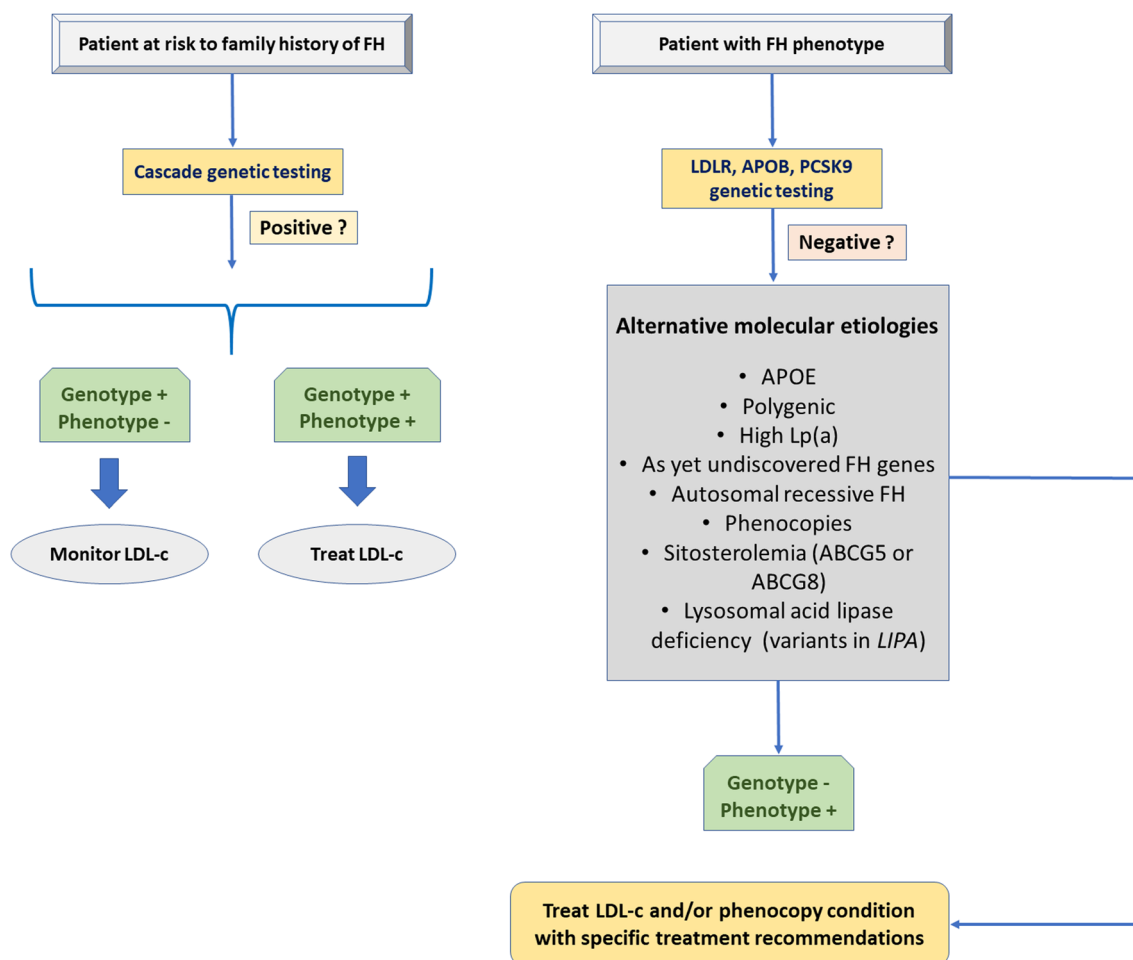 Patient at risk to family history of FH
Cascade genetic testing
Positive ?
Genotype +
Phenotype -
Genotype +
Phenotype +
Monitor LDL-c
Treat LDL-c
Patient with FH phenotype
LDLR, APOB, PCSK9
genetic testing
Negative ?
Alternative molecular etiologies
• APOE
• Polygenic
• High Lp(a)
• As yet undiscovered FH genes
• Autosomal recessive FH
• Phenocopies
• Sitosterolemia (ABCG5 or
ABCG8)
• Lysosomal acid lipase
deficiency (variants in LIPA)
Genotype -
Phenotype +
Treat LDL-c and/or phenocopy condition
with specific treatment recommendations